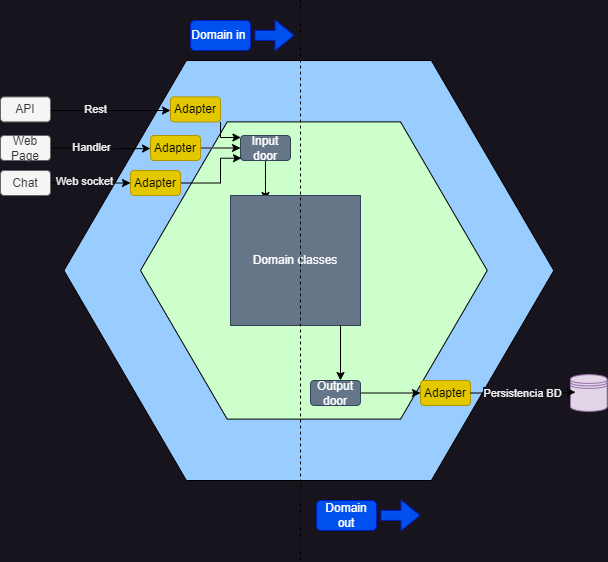 Domain in
API
Rest
Adapter
Web
Page
Handler
Adapter
Input
door
Chat
Web socket
Adapter
Domain classes
Output
door
Adapter
Persistencia BD
Domain
out